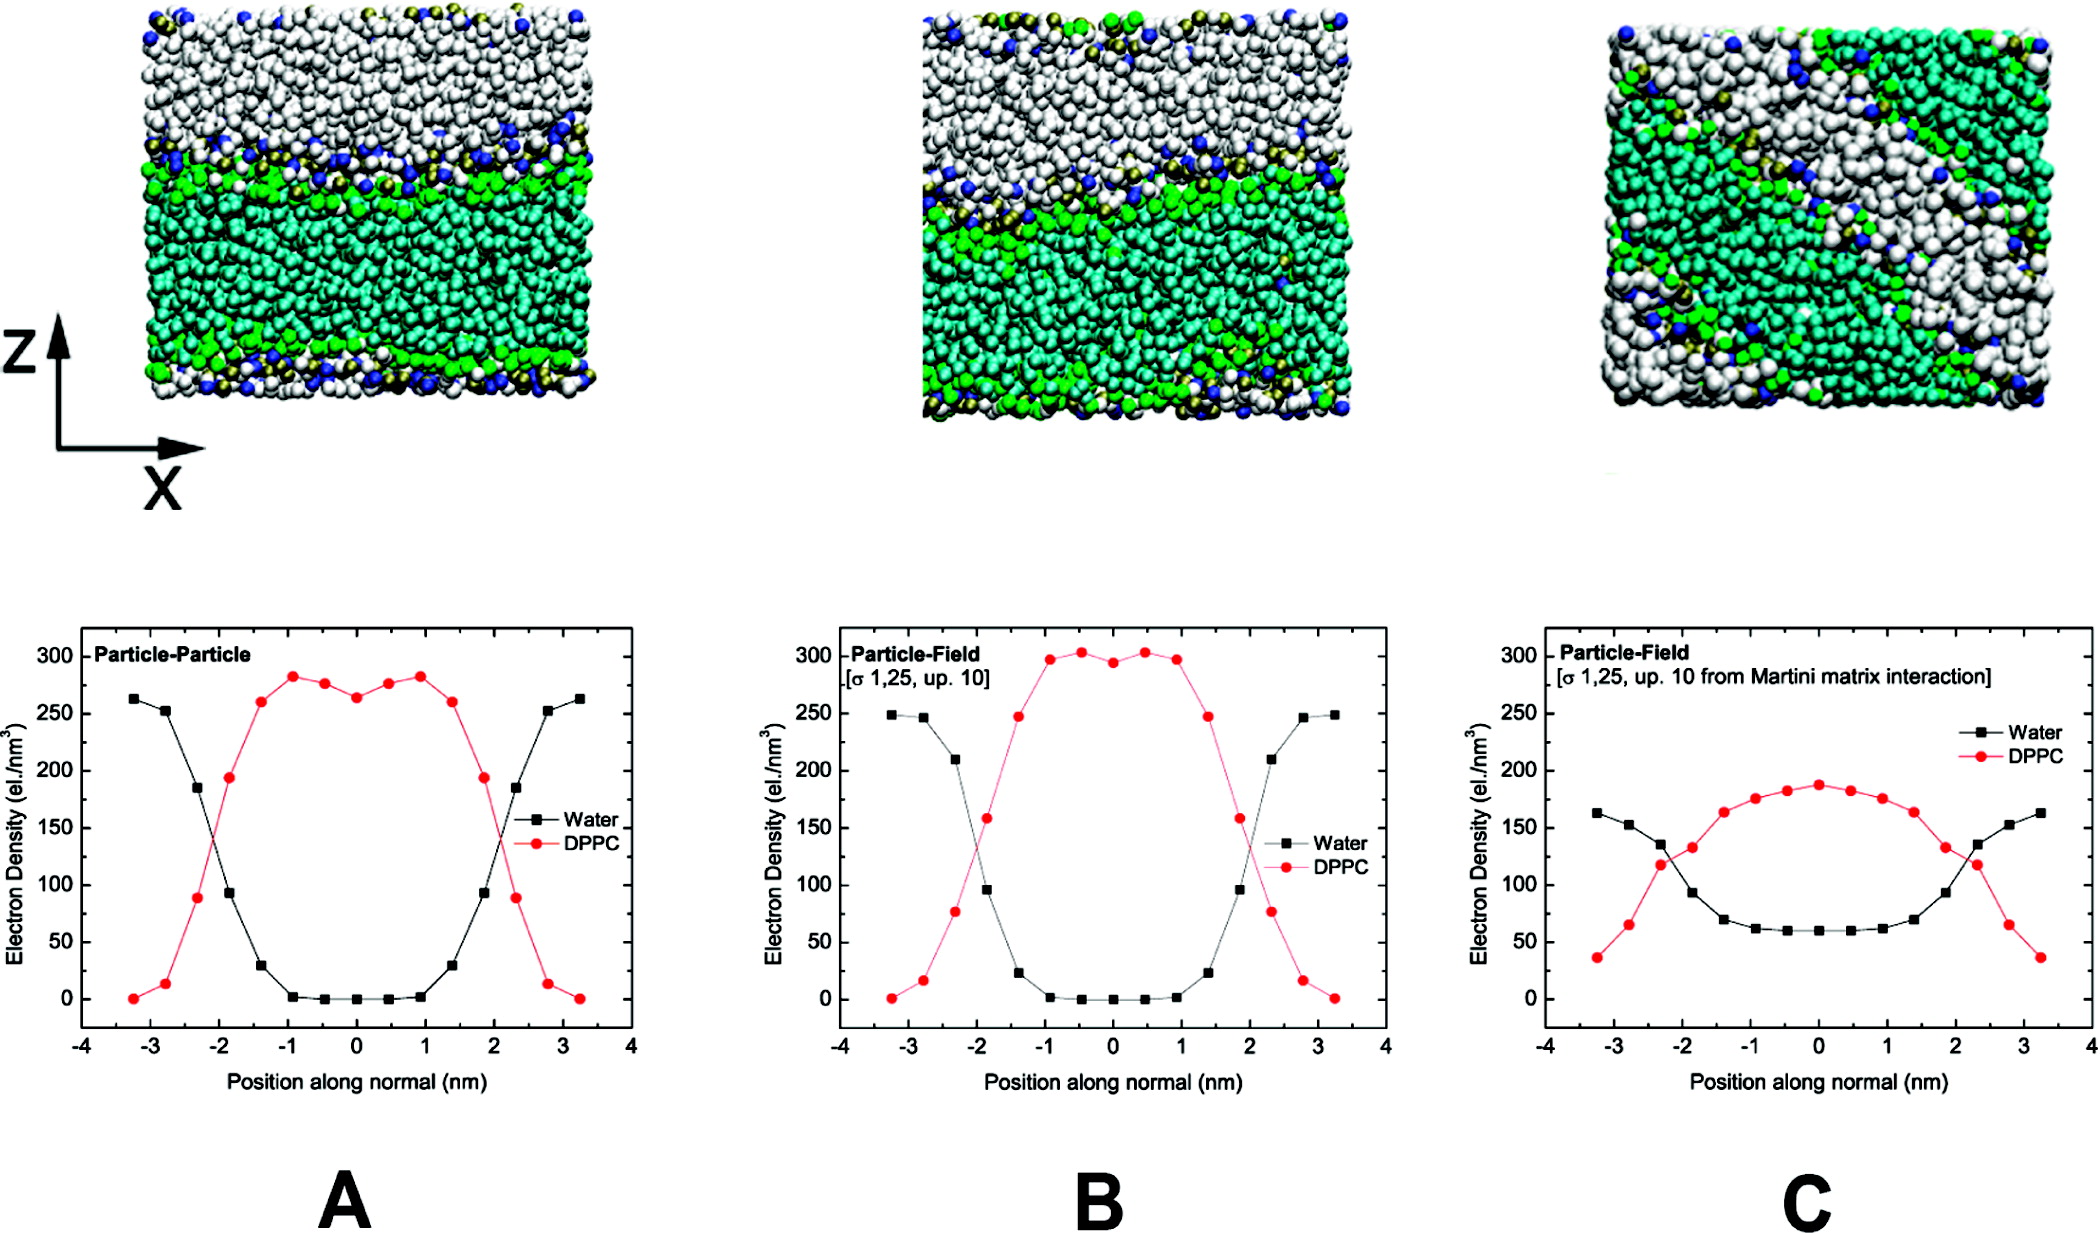 Z
X
Particle-Particle
300
250
200
150
100
50
0
Electron Density (el./nm³)
Water
DPPC
-4 -3 -2 -1 0 1 2 3 4
Position along normal (nm)
A
Particle-Field
[σ 1,25, up. 10]
300
250
200
150
100
50
0
Electron Density (el./nm³)
Water
DPPC
-4 -3 -2 -1 0 1 2 3 4
Position along normal (nm)
B
Particle-Field
[σ 1,25, up. 10 from Martini matrix interaction]
300
250
200
150
100
50
0
Electron Density (el./nm³)
Water
DPPC
-4 -3 -2 -1 0 1 2 3 4
Position along normal (nm)
C